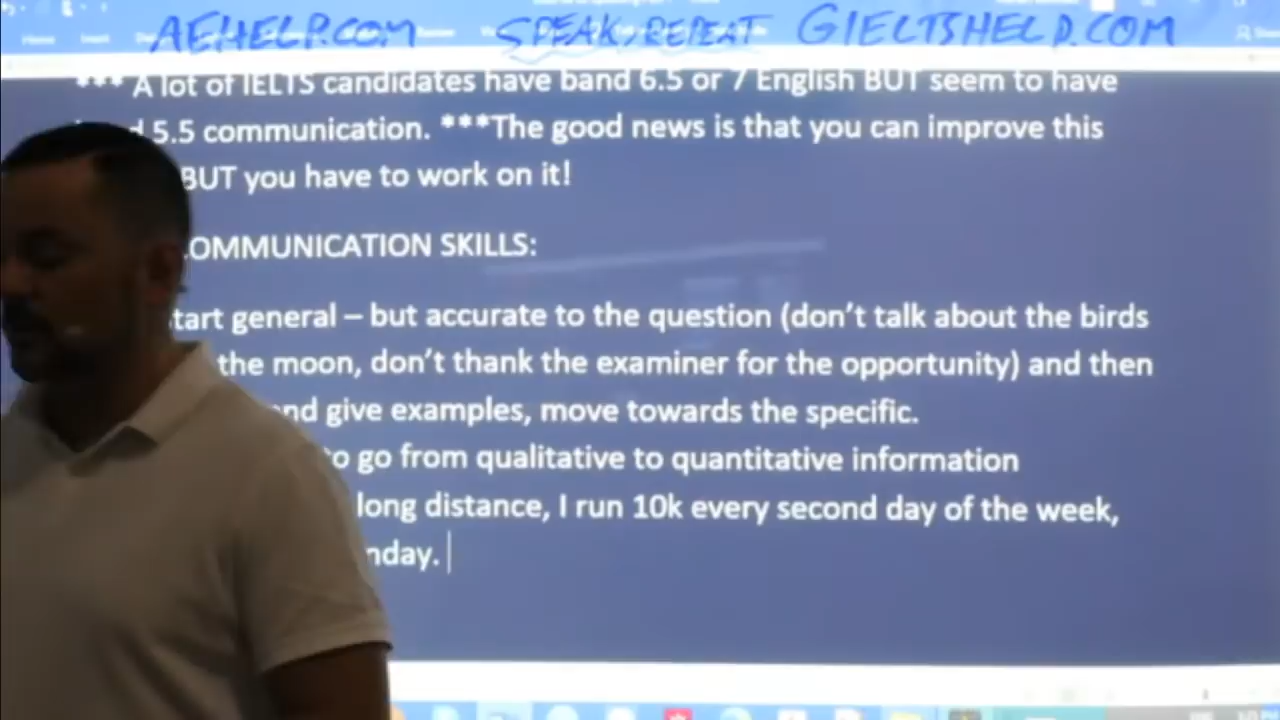 AEHELP.COM SPEAK, REPEAT GIELTSHELP.COM
*** A lot of IELTS candidates have band 6.5 or 7 English BUT seem to have
5.5 communication. ***The good news is that you can improve this
BUT you have to work on it!
COMMUNICATION SKILLS:
tart general – but accurate to the question (don't talk about the birds
the moon, don't thank the examiner for the opportunity) and then
and give examples, move towards the specific.
to go from qualitative to quantitative information
long distance, I run 10k every second day of the week,
nday.